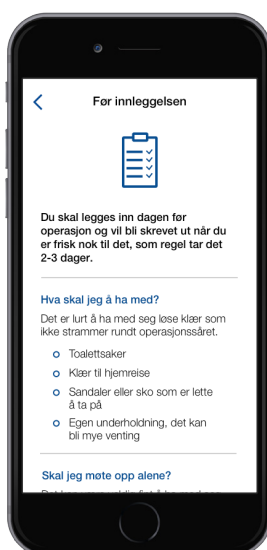 Før innleggelsen
Du skal legges inn dagen før
operasjon og vil bli skrevet ut når du
er frisk nok til det, som regel tar det
2-3 dager.
Hva skal jeg å ha med?
Det er lurt å ha med seg løse klær som
ikke strammer rundt operasjonssåret.
Toalettsaker
Klær til hjemreise
Sandaler eller sko som er lette
å ta på
Egen underholdning, det kan
bli mye venting
Skal jeg møte opp alene?